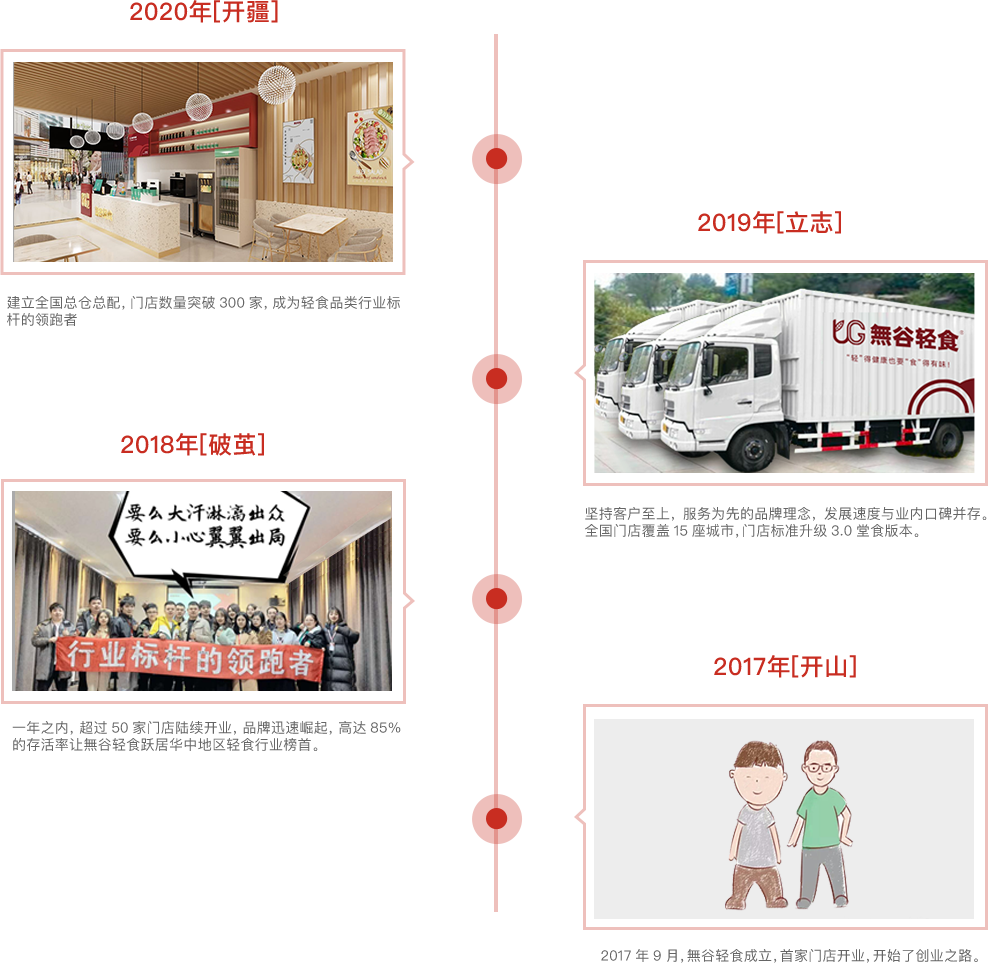 2020年[开疆]
建立全国总仓总配，门店数量突破 300 家，成为轻食品类行业标
杆的领跑者
2019年[立志]
UG 無谷轻食
“轻”得健康也要“食”得有味！
坚持客户至上，服务为先的品牌理念，发展速度与业内口碑并存。
全国门店覆盖 15 座城市，门店标准升级 3.0 堂食版本。
2018年[破茧]
要么大汗淋漓出众
要么小心翼翼出局
行业标杆的领跑者
一年之内，超过 50 家门店陆续开业，品牌迅速崛起，高达 85%
的存活率让無谷轻食跃居华中地区轻食行业榜首。
2017年[开山]
2017 年 9 月，無谷轻食成立，首家门店开业，开始了创业之路。